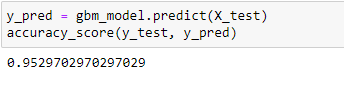 y_pred = gbm_model.predict(X_test)
accuracy_score(y_test, y_pred)
0.9529702970297029